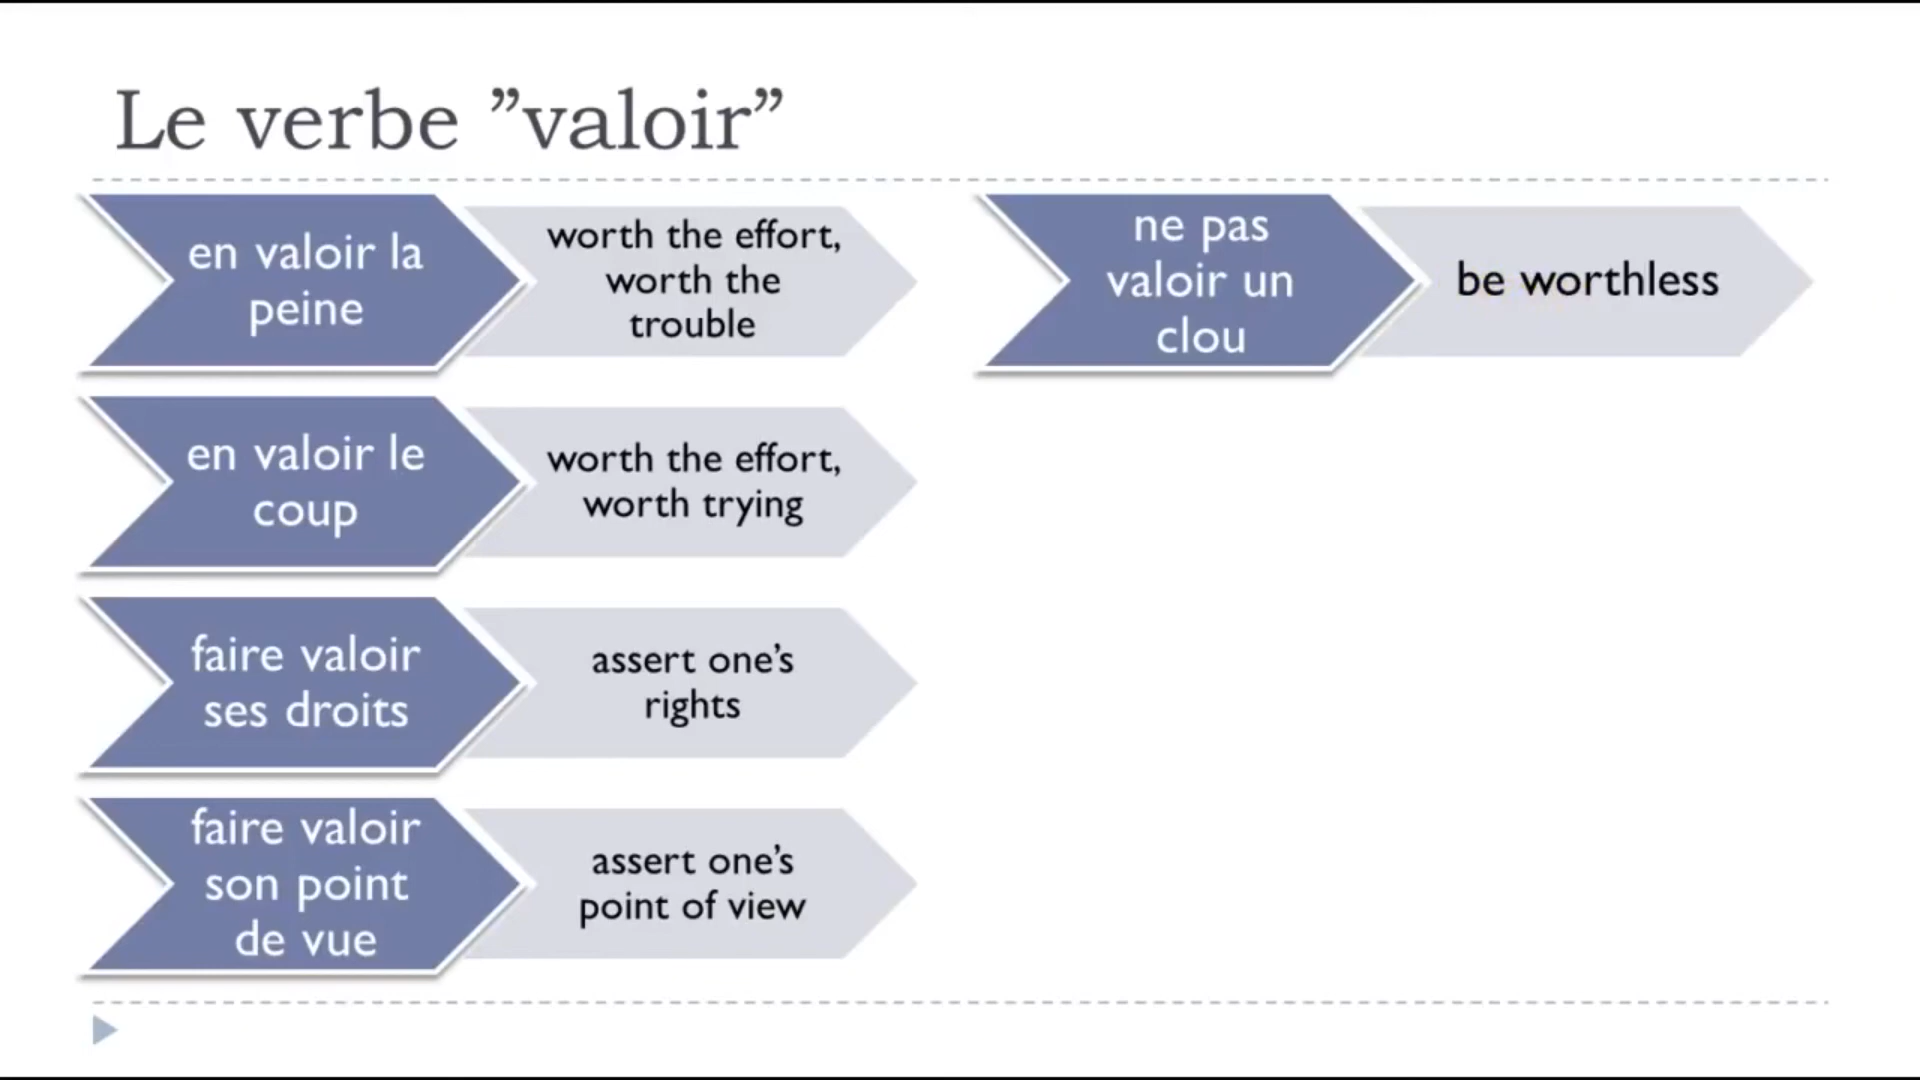 Le verbe ”valoir”
en valoir la
peine
worth the effort,
worth the
trouble
en valoir le
coup
worth the effort,
worth trying
faire valoir
ses droits
assert one’s
rights
faire valoir
son point
de vue
assert one’s
point of view
ne pas
valoir un
clou
be worthless